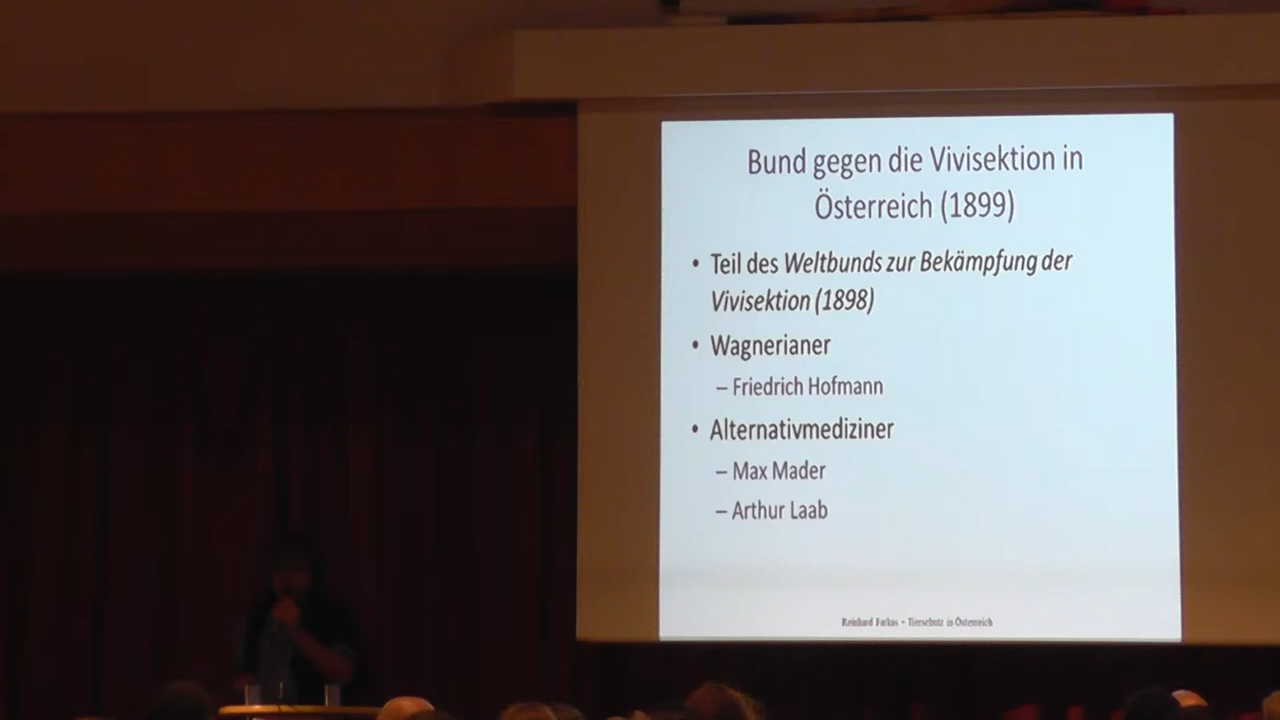 Bund gegen die Vivisektion in
Österreich (1899)
• Teil des Weltbunds zur Bekämpfung der
Vivisektion (1898)
• Wagnerianer
– Friedrich Hofmann
• Alternativmediziner
– Max Mader
– Arthur Laab
Reinhard Farkas - Tierschutz in Österreich